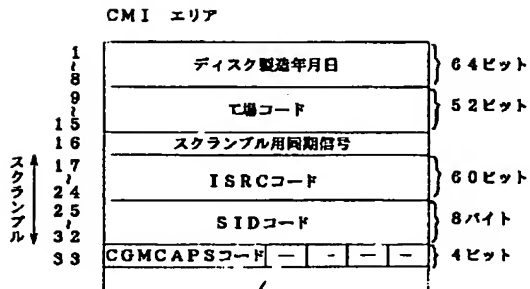 CMI エリア
1
〜
8
ディスク製造年月日
64ビット
9
〜
15
工場コード
52ビット
16
スクランブル用同期信号
スクランブル
17
〜
24
ISRCコード
60ビット
25
〜
32
SIDコード
8バイト
33
CGMCAPSコード
—
-
—
—
4ビット